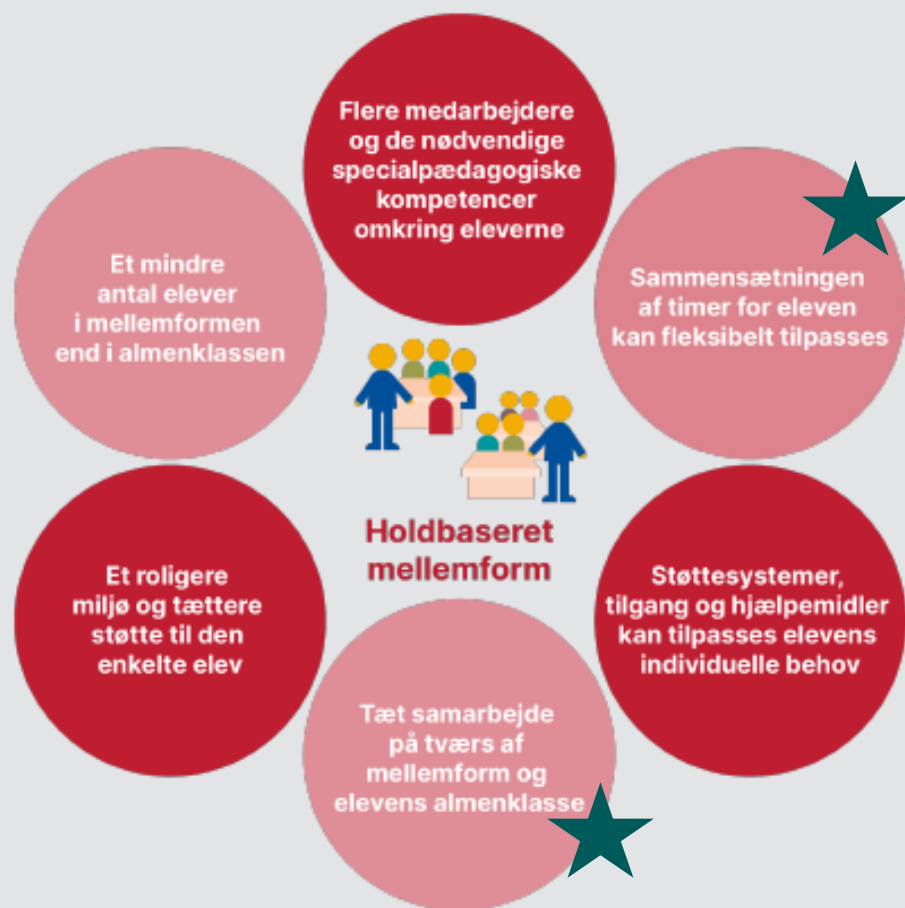 Flere medarbejdere
og de nødvendige
specialpædagogiske
kompetencer
omkring eleverne
Et mindre
antal elever
i mellemformen
end i almenklassen
Sammensætningen
af timer for eleven
kan fleksibelt tilpasses
Holdbaseret
mellemform
Et roligere
miljø og tættere
støtte til den
enkelte elev
Støttesystemer,
tilgang og hjælpemidler
kan tilpasses elevens
individuelle behov
Tæt samarbejde
på tværs af
mellemform og
elevens almenklasse